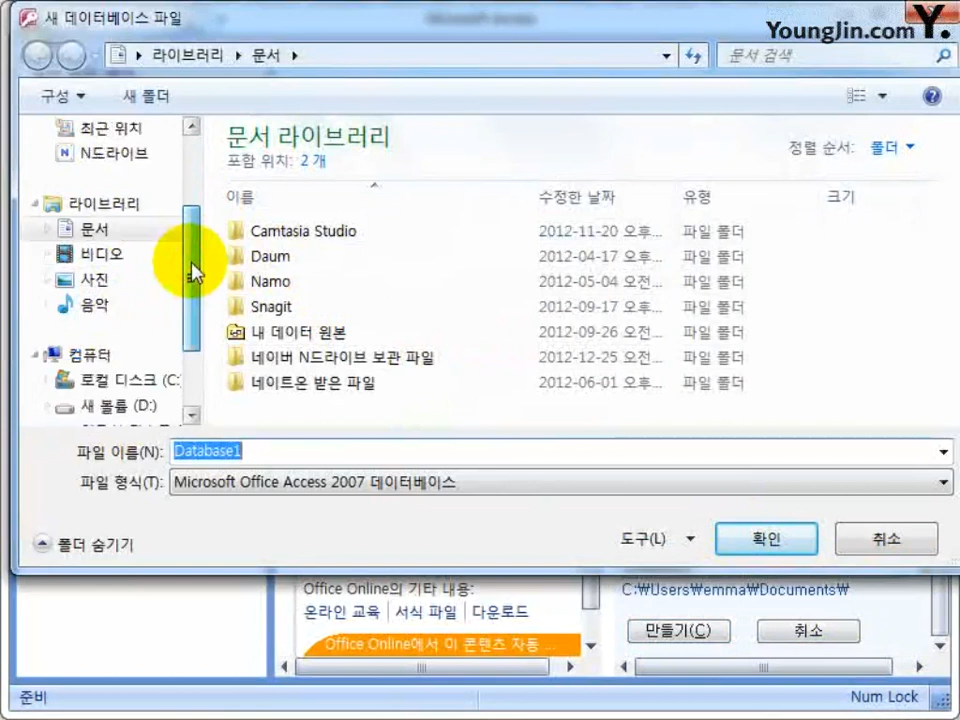 새 데이터베이스 파일
YoungJin.com Y.
라이브러리 문서
문서 검색
구성 새 폴더
최근 위치
N드라이브
라이브러리
문서
비디오
사진
음악
컴퓨터
로컬 디스크 (C:
새 볼륨 (D:)
문서 라이브러리
포함 위치: 2 개
정렬 순서: 폴더
이름 수정한 날짜 유형 크기
Camtasia Studio 2012-11-20 오후... 파일 폴더
Daum 2012-04-17 오후... 파일 폴더
Namo 2012-05-04 오전... 파일 폴더
Snagit 2012-09-17 오후... 파일 폴더
내 데이터 원본 2012-09-26 오전... 파일 폴더
네이버 N드라이브 보관 파일 2012-12-25 오전... 파일 폴더
네이트온 받은 파일 2012-06-01 오후... 파일 폴더
파일 이름(N): Database1
파일 형식(T): Microsoft Office Access 2007 데이터베이스
폴더 숨기기
도구(L) 확인 취소
Office Online의 기타 내용:
온라인 교육 | 서식 파일 | 다운로드
Office Online에서 이 콘텐츠 자동 ...
C:₩Users₩emma₩Documents₩
만들기(C) 취소
준비
Num Lock